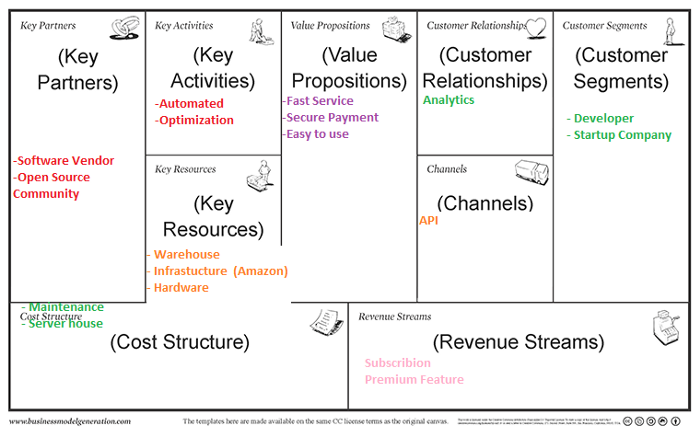 Key Partners
(Key
Partners)
-Software Vendor
-Open Source
Community
Key Activities
(Key
Activities)
-Automated
-Optimization
Key Resources
(Key
Resources)
- Warehouse
- Infrastucture (Amazon)
- Hardware
Value Propositions
(Value
Propositions)
-Fast Service
-Secure Payment
-Easy to use
Customer Relationships
(Customer
Relationships)
Analytics
Channels
(Channels)
API
Customer Segments
(Customer
Segments)
- Developer
- Startup Company
- Maintenance
Cost Structure
- Server house
(Cost Structure)
Revenue Streams
(Revenue Streams)
Subscribion
Premium Feature
www.businessmodelgeneration.com
The templates here are made available on the same CC license terms as the original canvas.